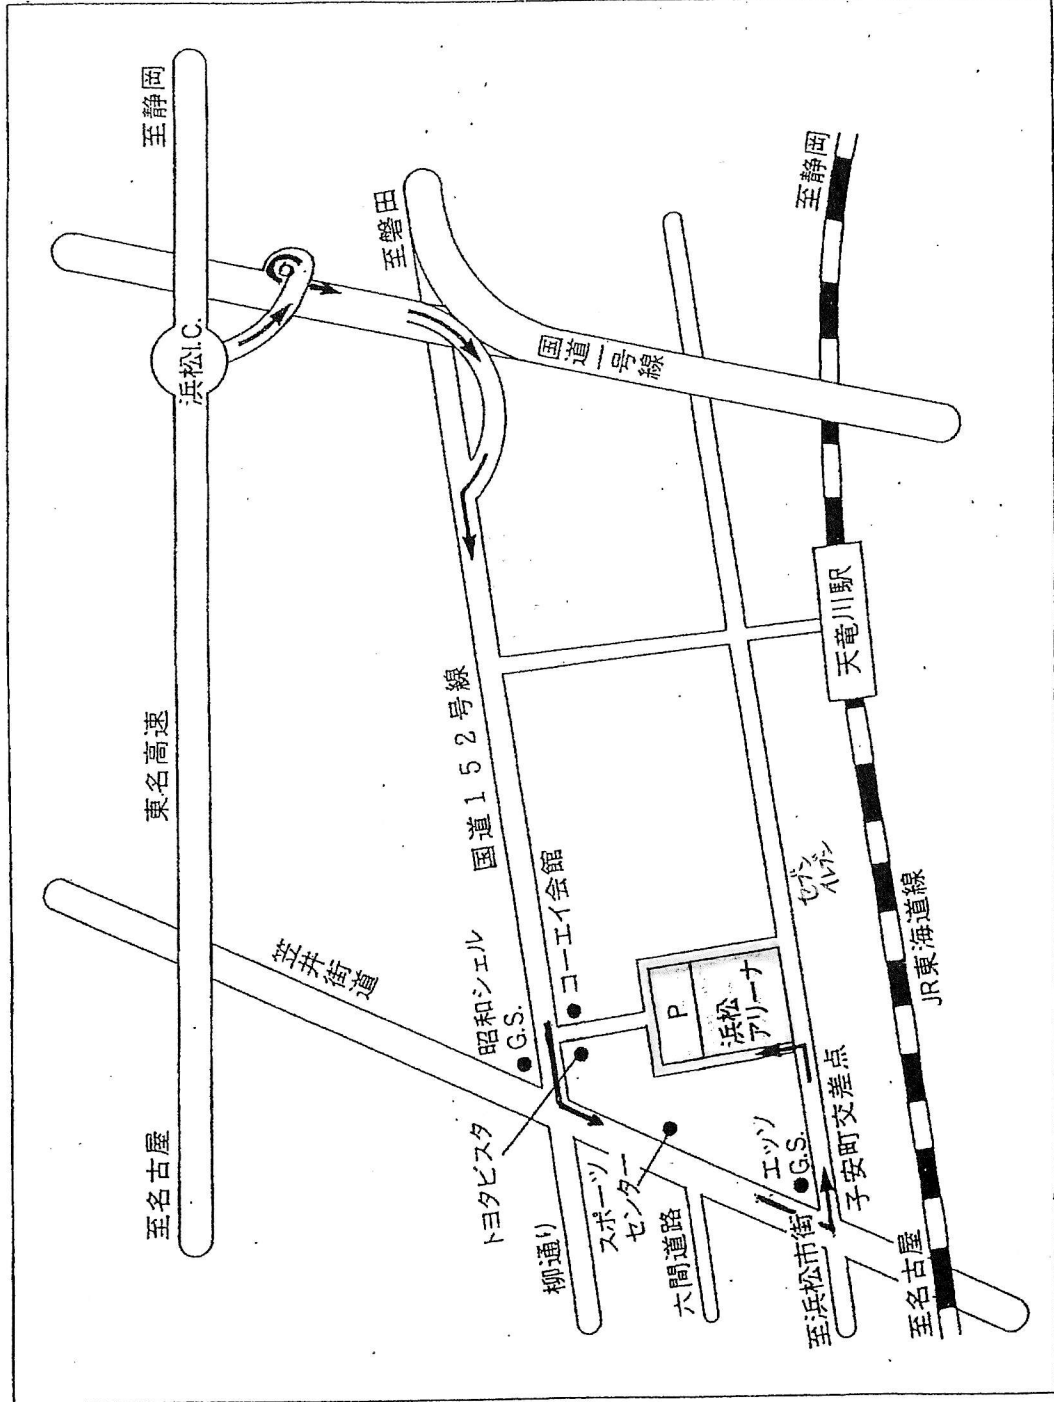 至静岡
浜松I.C.
東名高速
至名古屋
至磐田
国道一号線
国道152号線
笠井街道
昭和シェル
G.S.
コーエイ会館
トヨタビスタ
柳通り
スポーツ
センター
六間道路
エッソ
G.S.
至浜松市街
子安町交差点
P
浜松
アリーナ
セブン
イレブン
至静岡
天竜川駅
JR東海道線
至名古屋